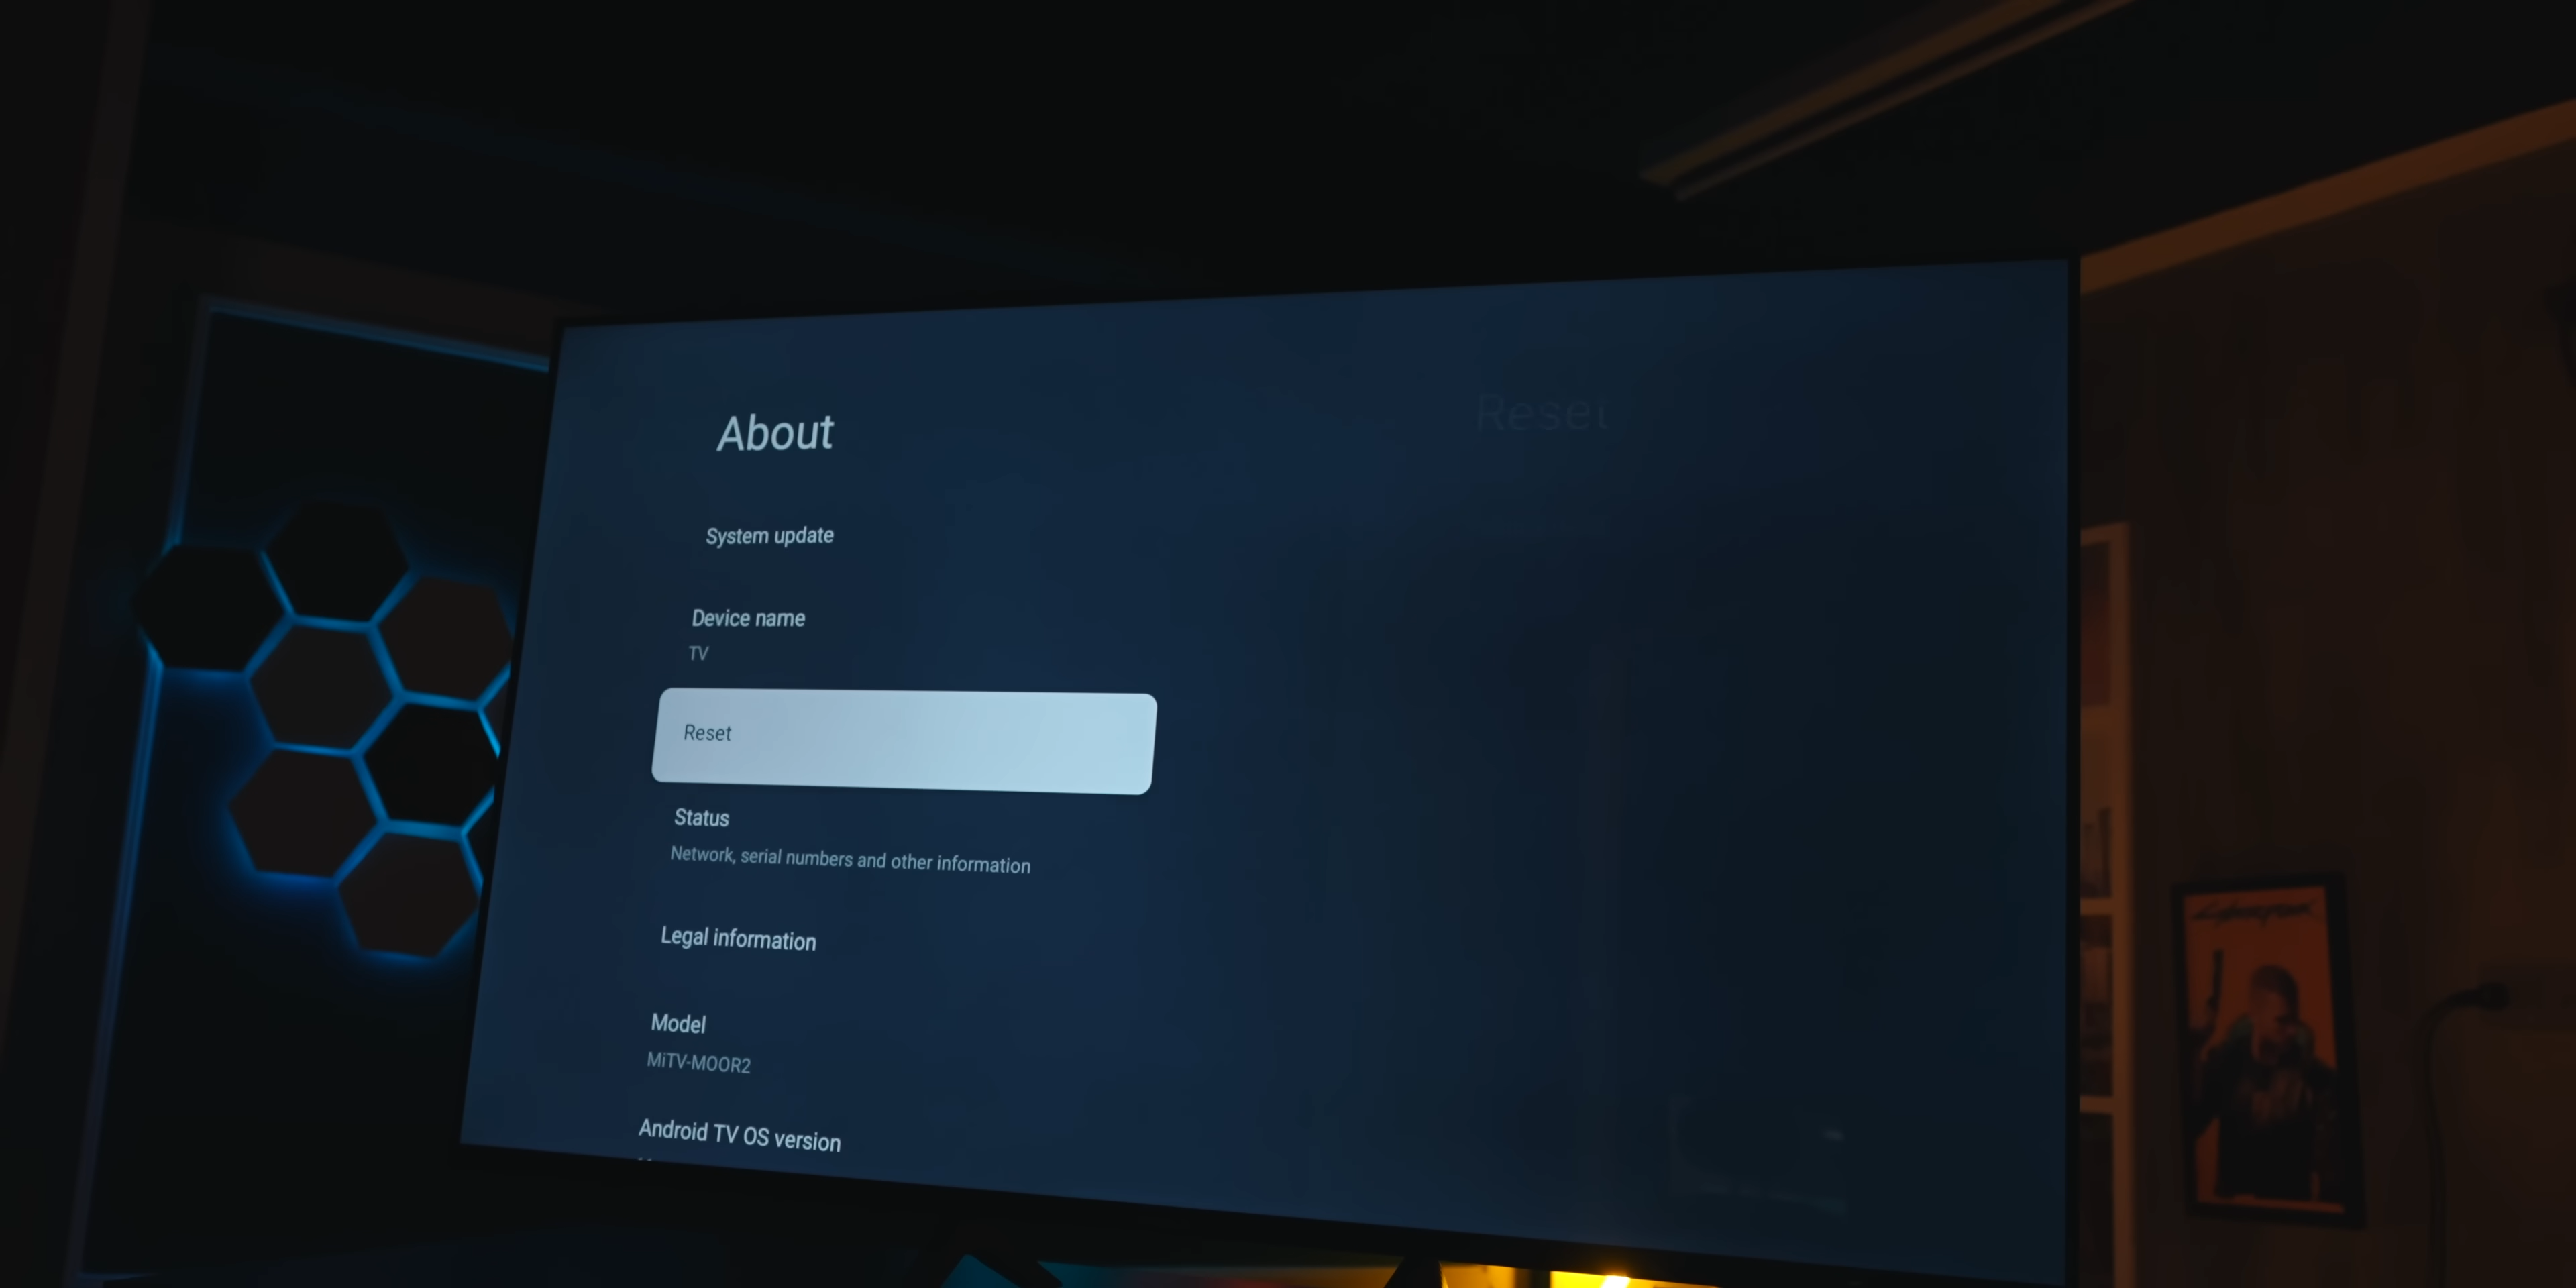 About
Reset
System update
Device name
TV
Reset
Status
Network, serial numbers and other information
Legal information
Model
MiTV-MOOR2
Android TV OS version